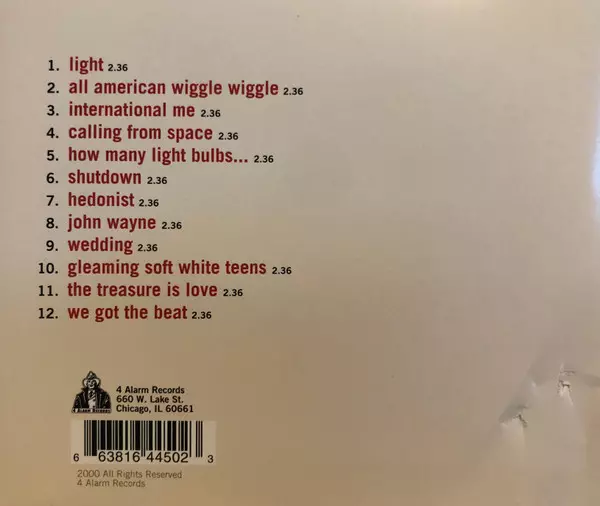 1. light 2.36
2. all american wiggle wiggle 2.36
3. international me 2.36
4. calling from space 2.36
5. how many light bulbs... 2.36
6. shutdown 2.36
7. hedonist 2.36
8. john wayne 2.36
9. wedding 2.36
10. gleaming soft white teens 2.36
11. the treasure is love 2.36
12. we got the beat 2.36
4 Alarm Records
4 Alarm Records
660 W. Lake St.
Chicago, IL 60661
6 63816 44502 3
2000 All Rights Reserved
4 Alarm Records